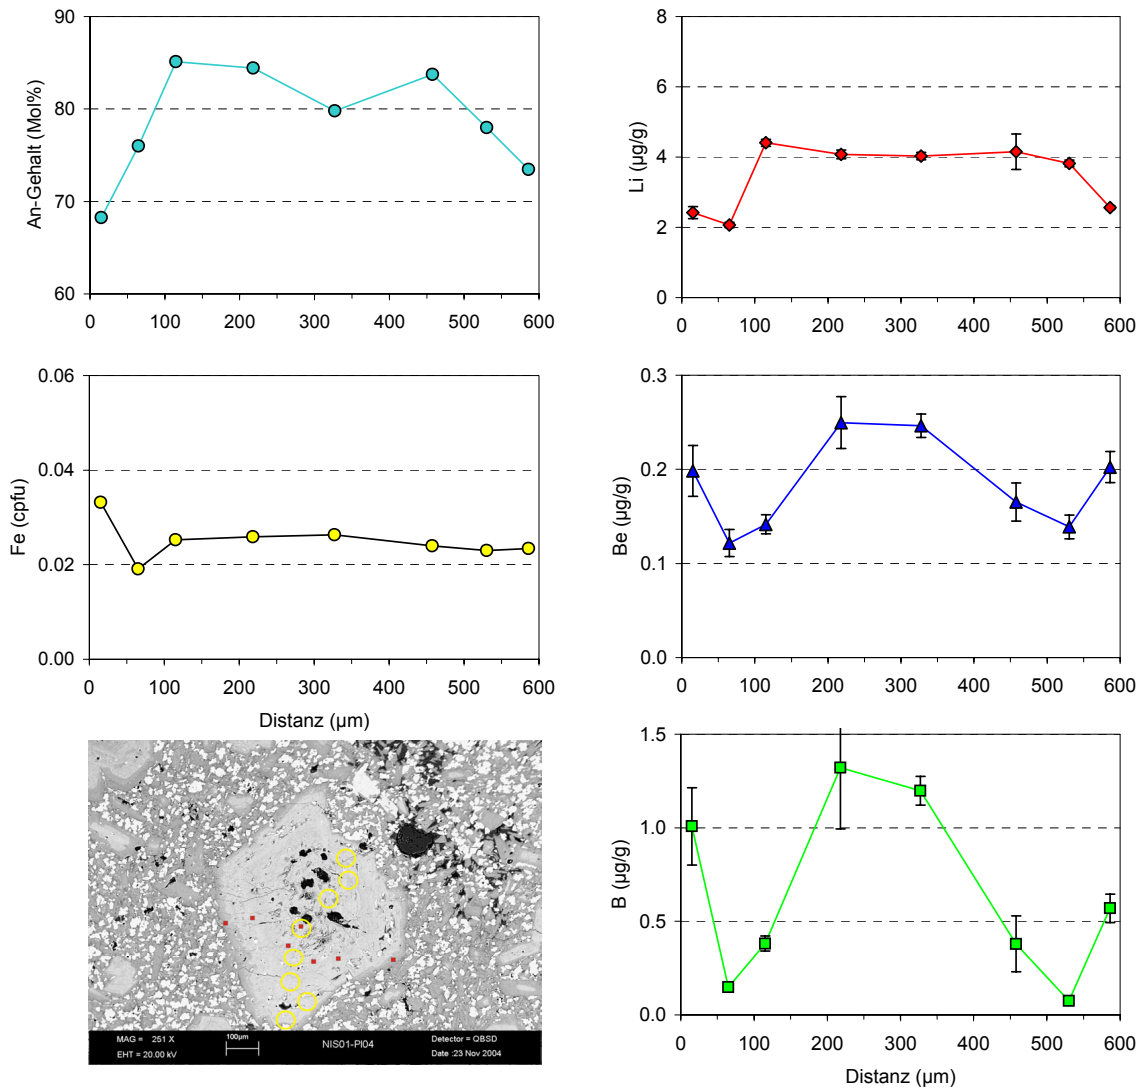 90
80
70
60
An-Gehalt (Mol%)
0 100 200 300 400 500 600
8
6
4
2
0
Li (µg/g)
0 100 200 300 400 500 600
0.06
0.04
0.02
0.00
Fe (cpfu)
0 100 200 300 400 500 600
Distanz (µm)
0.3
0.2
0.1
0.0
Be (µg/g)
0 100 200 300 400 500 600
MAG = 251 X
EHT = 20.00 kV
100µm
NIS01-Pl04
Detector = QBSD
Date :23 Nov 2004
1.5
1.0
0.5
0.0
B (µg/g)
0 100 200 300 400 500 600
Distanz (µm)